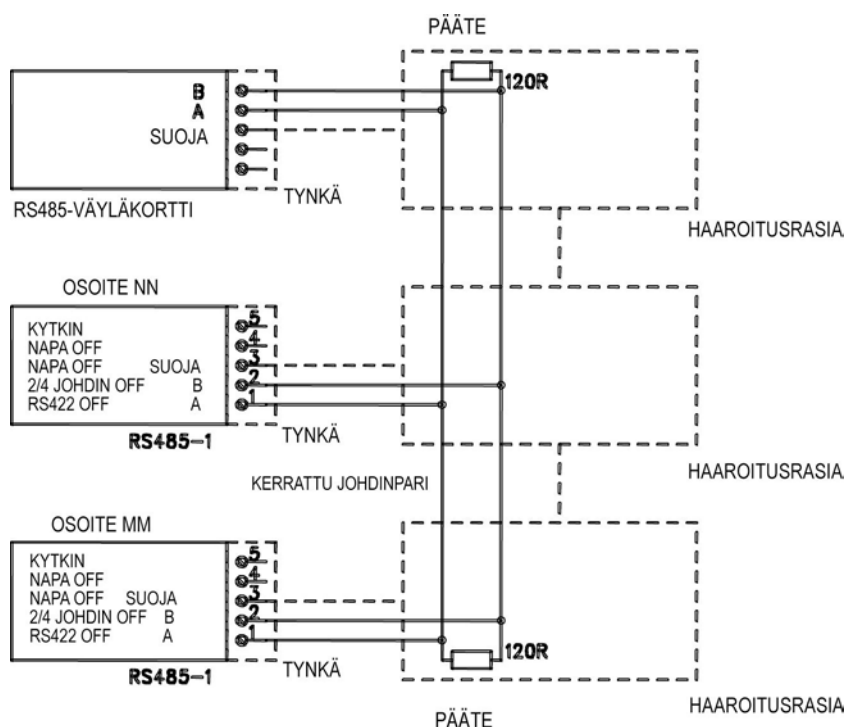 PÄÄTE
120R
B
A
SUOJA
TYNKÄ
RS485-VÄYLÄKORTTI
HAAROITUSRASIA
OSOITE NN
KYTKIN 5
NAPA OFF 4
NAPA OFF SUOJA 3
2/4 JOHDIN OFF B 2
RS422 OFF A 1
RS485-1
TYNKÄ
HAAROITUSRASIA
KERRATTU JOHDINPARI
OSOITE MM
KYTKIN 5
NAPA OFF 4
NAPA OFF SUOJA 3
2/4 JOHDIN OFF B 2
RS422 OFF A 1
120R
RS485-1
TYNKÄ
HAAROITUSRASIA
PÄÄTE